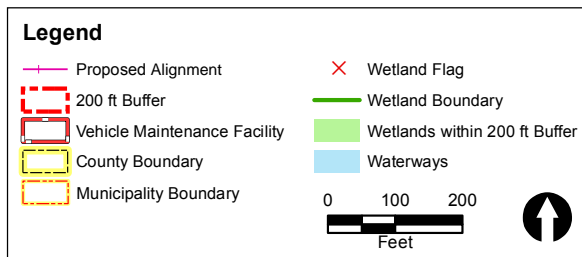 Legend
Proposed Alignment
200 ft Buffer
Vehicle Maintenance Facility
County Boundary
Municipality Boundary
Wetland Flag
Wetland Boundary
Wetlands within 200 ft Buffer
Waterways
0 100 200
Feet